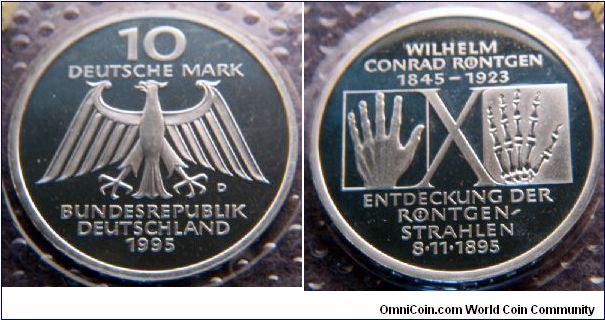 10
DEUTSCHE MARK
D
BUNDESREPUBLIK
DEUTSCHLAND
1995
WILHELM
CONRAD RÖNTGEN
1845-1923
X
ENTDECKUNG DER
RÖNTGEN-
STRAHLEN
8·11·1895
OmniCoin.com World Coin Community